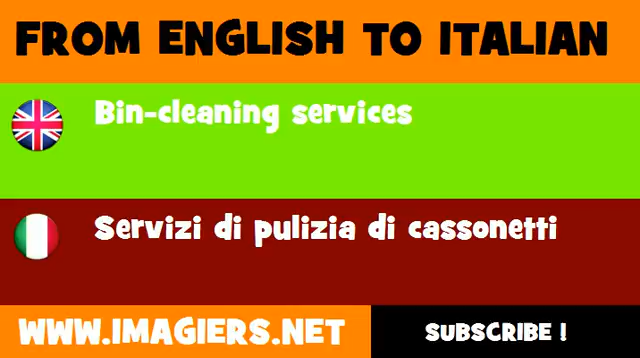 FROM ENGLISH TO ITALIAN
Bin-cleaning services
Servizi di pulizia di cassonetti
WWW.IMAGIERS.NET
SUBSCRIBE !